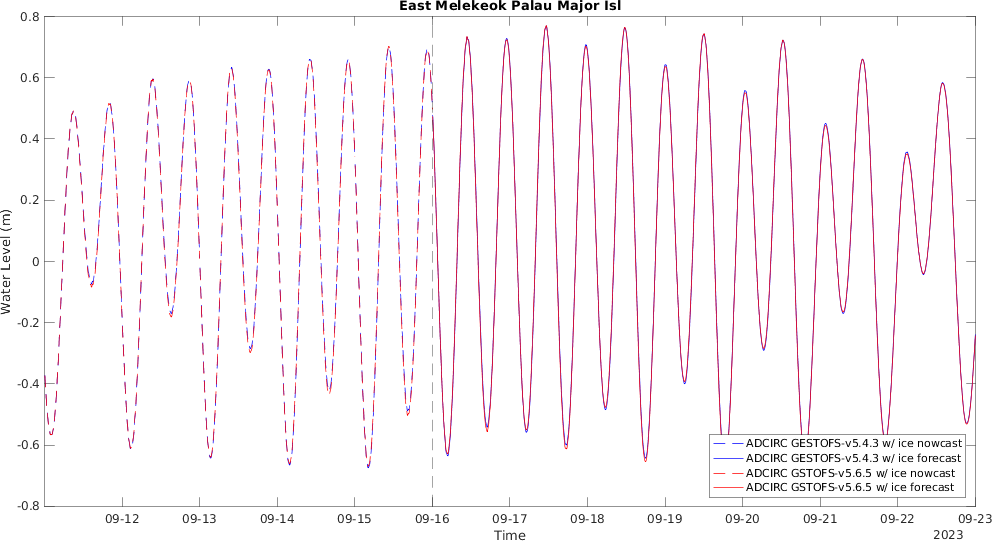 East Melekeok Palau Major Isl
0.8
0.6
0.4
0.2
0
-0.2
-0.4
-0.6
-0.8
Water Level (m)
ADCIRC GESTOFS-v5.4.3 w/ ice nowcast
ADCIRC GESTOFS-v5.4.3 w/ ice forecast
ADCIRC GSTOFS-v5.6.5 w/ ice nowcast
ADCIRC GSTOFS-v5.6.5 w/ ice forecast
09-12 09-13 09-14 09-15 09-16 09-17 09-18 09-19 09-20 09-21 09-22 09-23
Time
2023